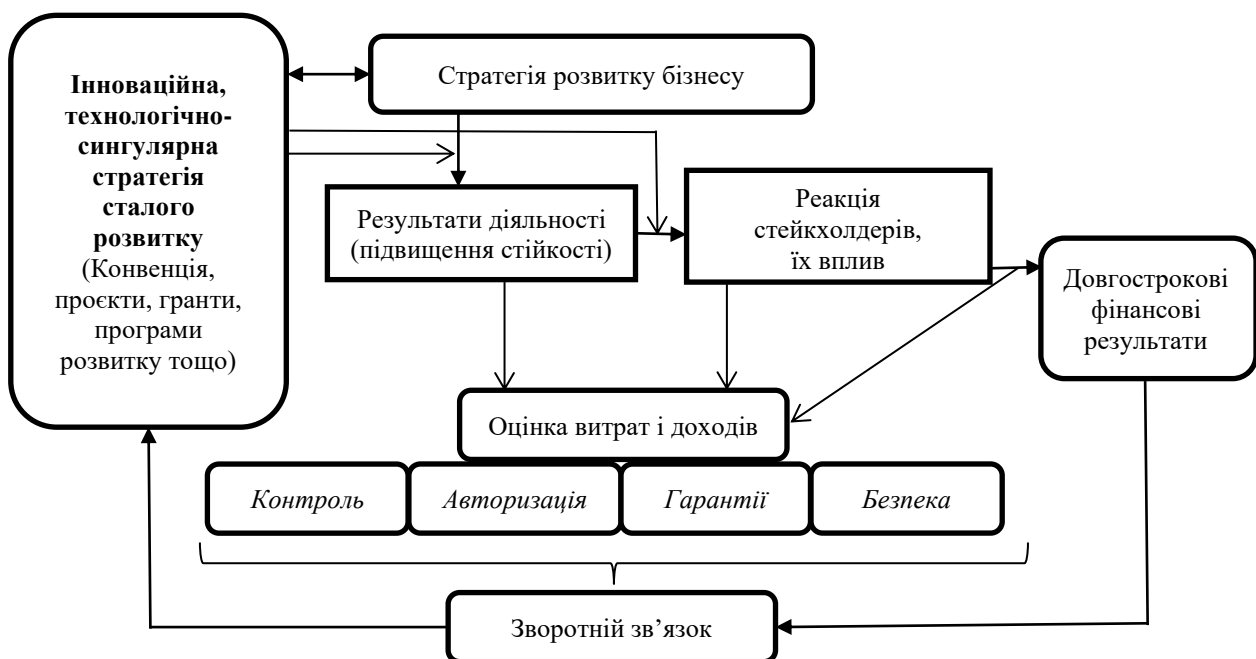 Інноваційна,
технологічно-
сингулярна
стратегія
сталого
розвитку
(Конвенція,
проєкти, гранти,
програми
розвитку тощо)
Стратегія розвитку бізнесу
Результати діяльності
(підвищення стійкості)
Реакція
стейкхолдерів,
їх вплив
Довгострокові
фінансові
результати
Оцінка витрат і доходів
Контроль
Авторизація
Гарантії
Безпека
Зворотній зв’язок